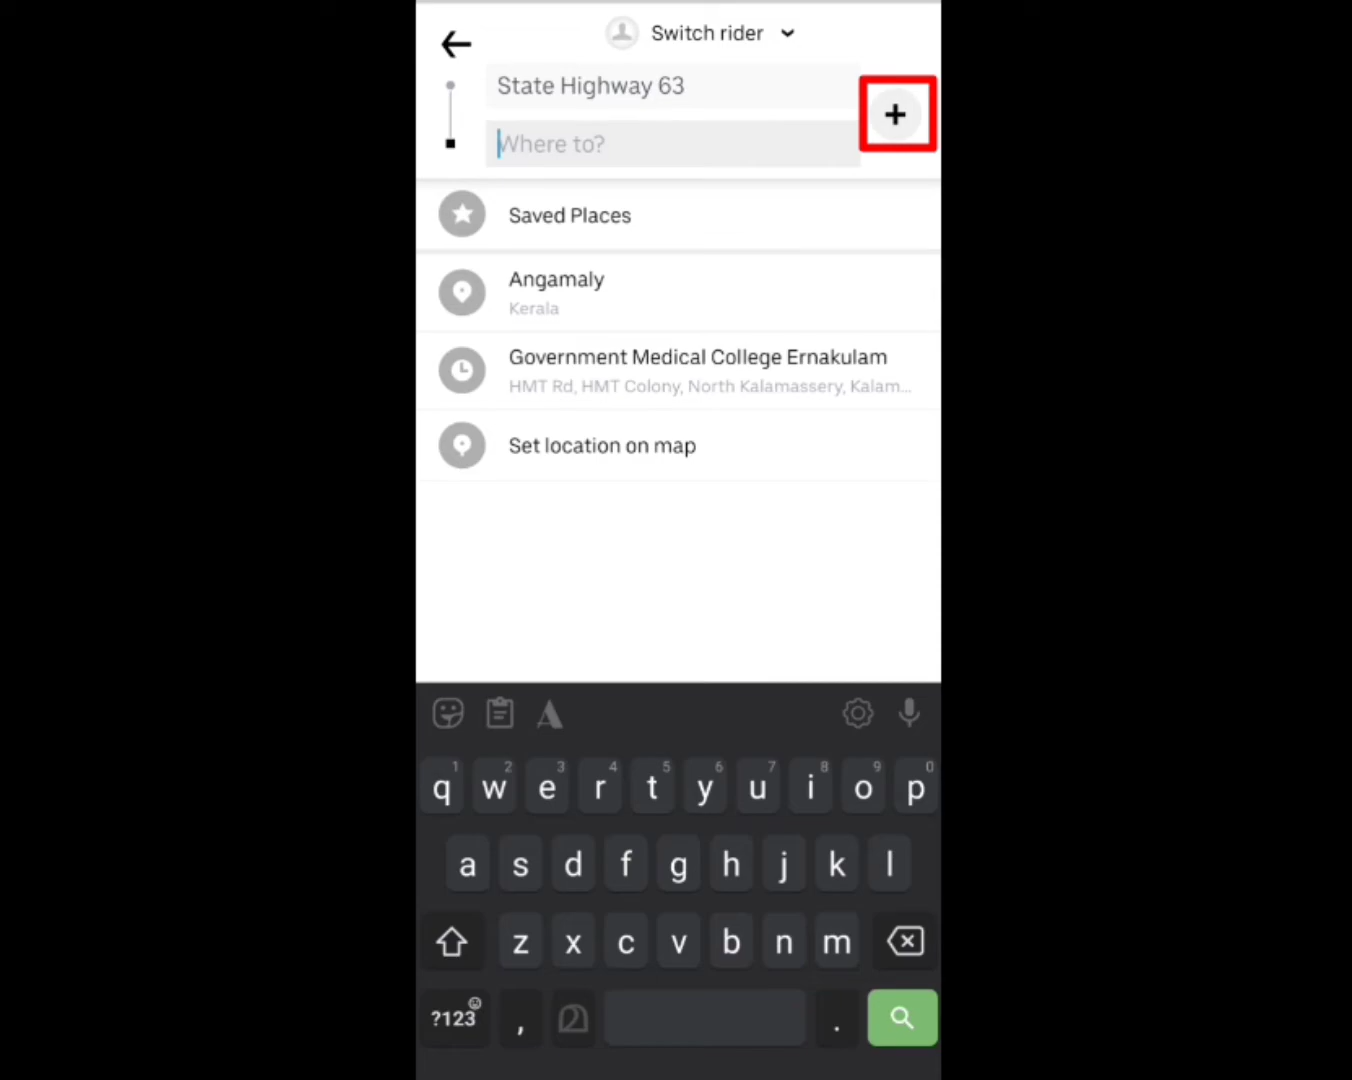 Switch rider
State Highway 63
Where to?
Saved Places
Angamaly
Kerala
Government Medical College Ernakulam
HMT Rd, HMT Colony, North Kalamassery, Kalam...
Set location on map
1 2 3 4 5 6 7 8 9 0
q w e r t y u i o p
a s d f g h j k l
z x c v b n m
?123 , മ .